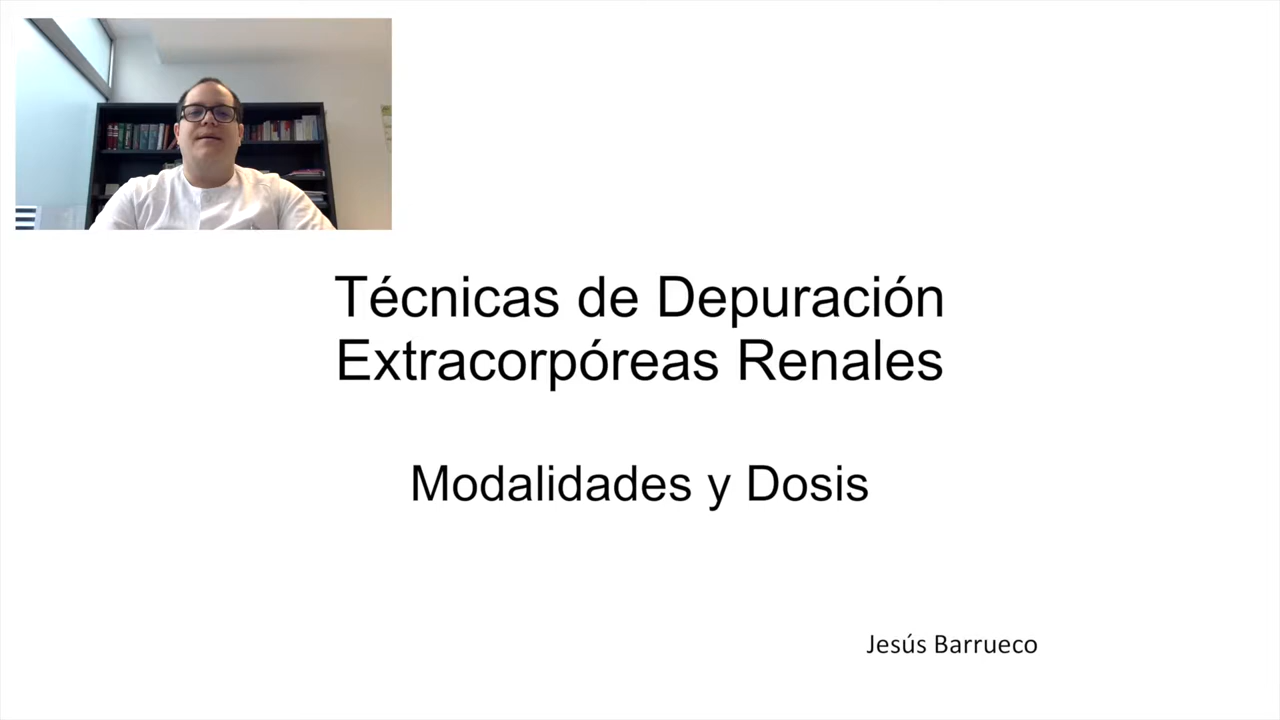 Técnicas de Depuración
Extracorpóreas Renales
Modalidades y Dosis
Jesús Barrueco